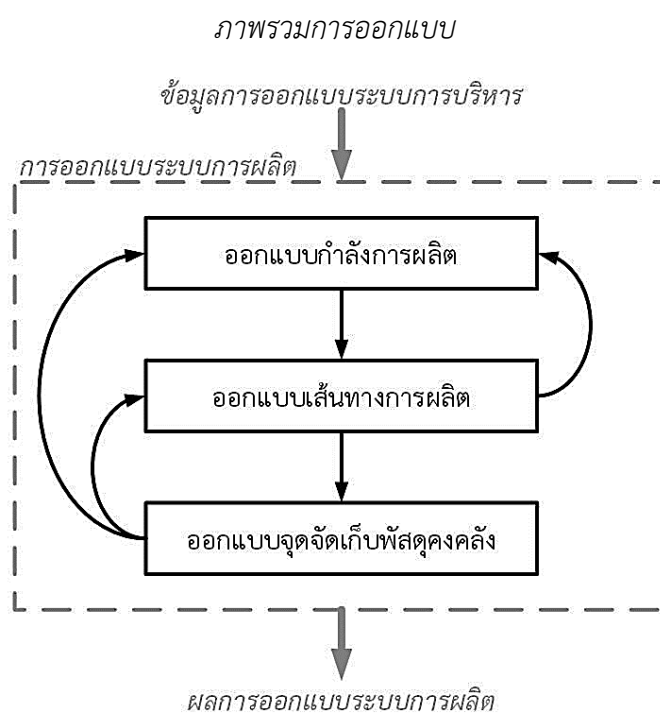 ภาพรวมการออกแบบ
ข้อมูลการออกแบบระบบการบริหาร
การออกแบบระบบการผลิต
ออกแบบกำลังการผลิต
ออกแบบเส้นทางการผลิต
ออกแบบจุดจัดเก็บพัสดุคงคลัง
ผลการออกแบบระบบการผลิต